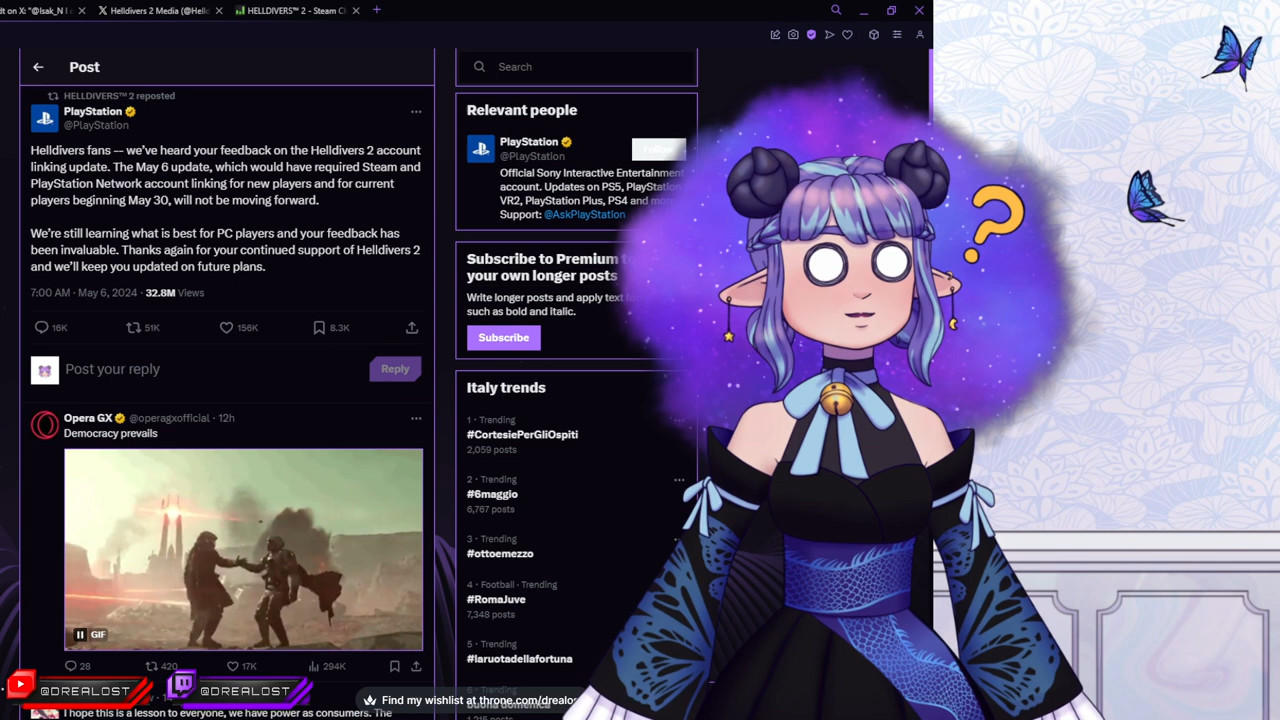 dt on X: "@Isak_N I
Helldivers 2 Media (@Hell
HELLDIVERS™ 2 - Steam C
Post
HELLDIVERS™ 2 reposted
PlayStation
@PlayStation
Helldivers fans -- we've heard your feedback on the Helldivers 2 account
linking update. The May 6 update, which would have required Steam and
PlayStation Network account linking for new players and for current
players beginning May 30, will not be moving forward.
We're still learning what is best for PC players and your feedback has
been invaluable. Thanks again for your continued support of Helldivers 2
and we'll keep you updated on future plans.
7:00 AM · May 6, 2024 · 32.8M Views
16K 51K 156K 8.3K
Post your reply
Reply
Opera GX @operagxofficial · 12h
Democracy prevails
GIF
28 420 17K 294K
I hope this is a lesson to everyone, we have power as consumers. The
Search
Relevant people
PlayStation
@PlayStation
Official Sony Interactive Entertainment
account. Updates on PS5, PlayStation
VR2, PlayStation Plus, PS4 and more
Support: @AskPlayStation
Subscribe to Premium to
your own longer posts
Write longer posts and apply text
such as bold and italic.
Subscribe
Italy trends
1 · Trending
#CortesiePerGliOspiti
2,059 posts
2 · Trending
#6maggio
6,767 posts
3 · Trending
#ottoemezzo
4 · Football · Trending
#RomaJuve
7,348 posts
5 · Trending
#laruotadellafortuna
?
@DREALOST
@DREALOST
Find my wishlist at throne.com/drealo